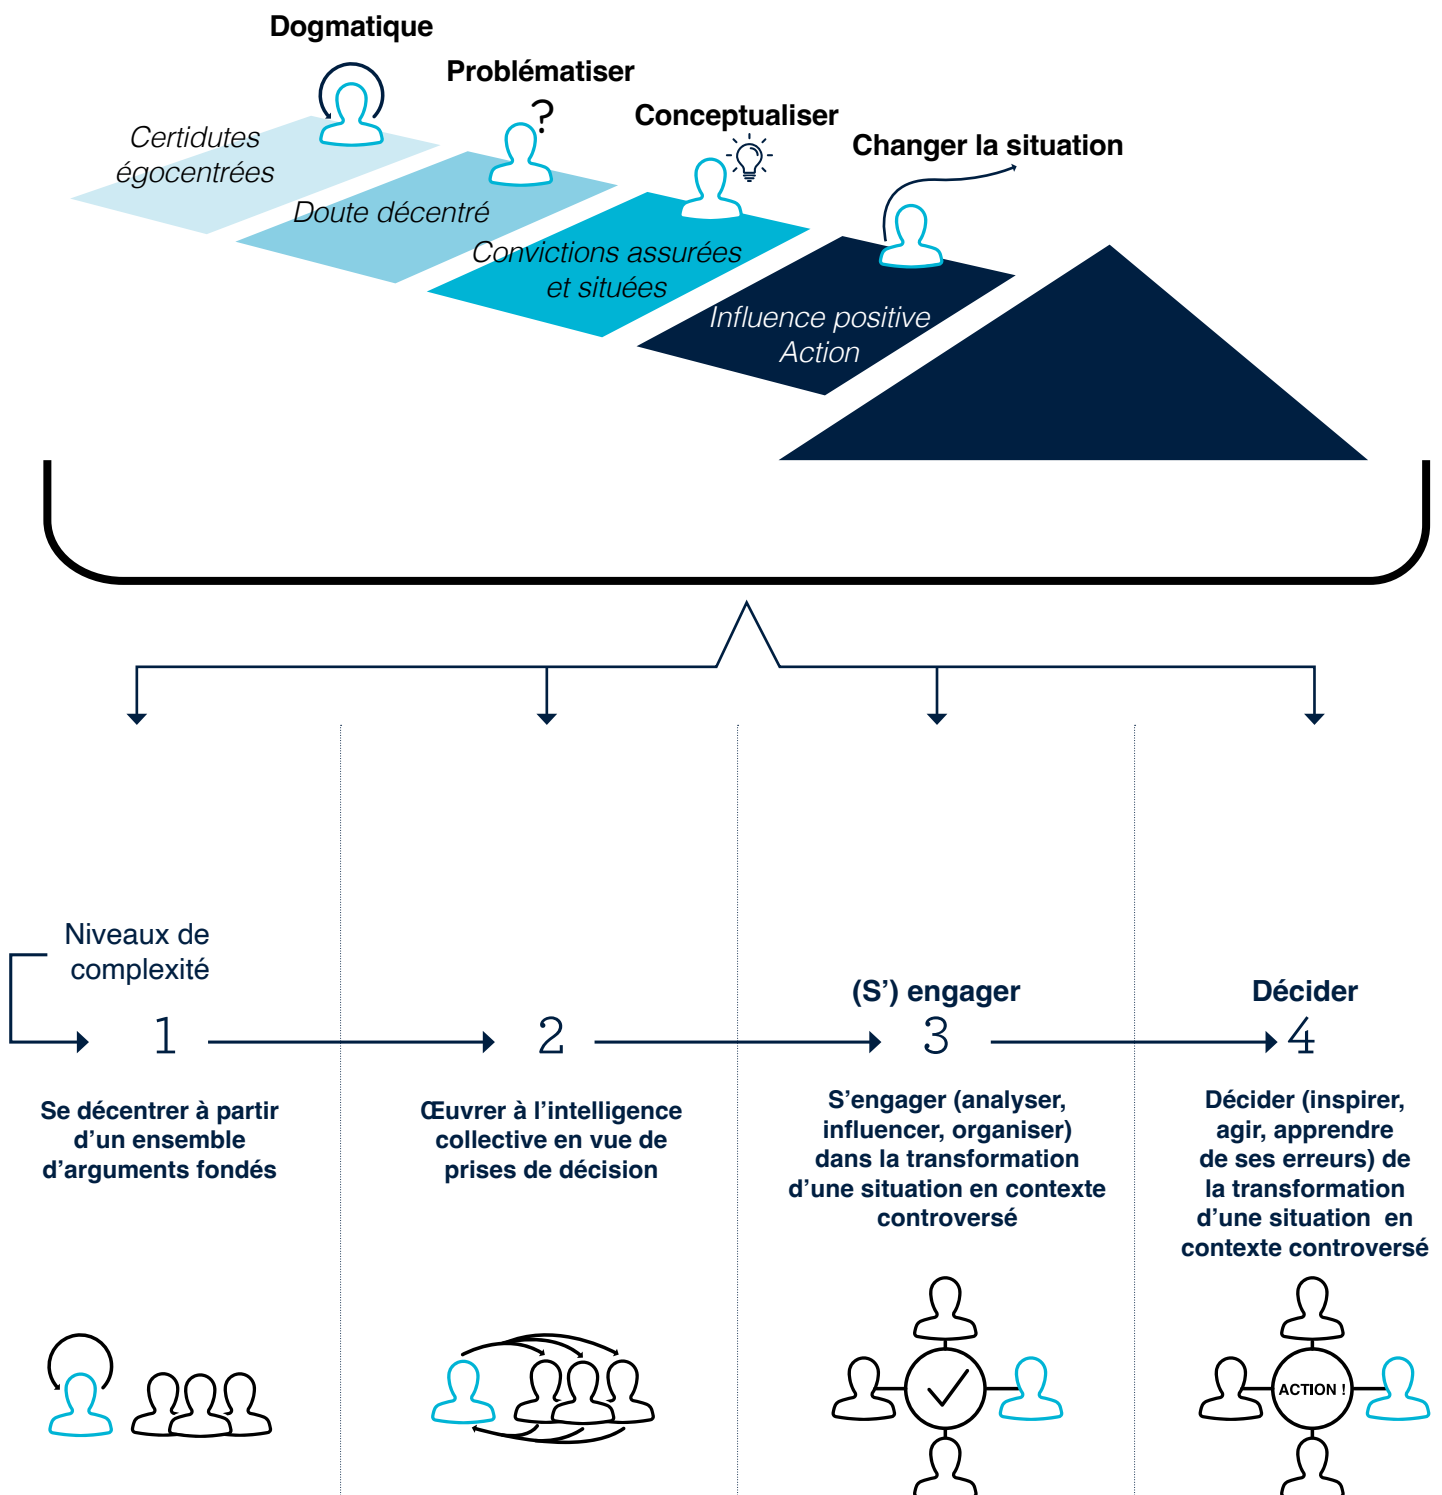 Dogmatique
Problématiser
?
Conceptualiser
Changer la situation
Certidutes
égocentrées
Doute décentré
Convictions assurées
et situées
Influence positive
Action
Niveaux de
complexité
(S’) engager
Décider
1
2
3
4
Se décentrer à partir
d’un ensemble
d’arguments fondés
Œuvrer à l’intelligence
collective en vue de
prises de décision
S’engager (analyser,
influencer, organiser)
dans la transformation
d’une situation en contexte
controversé
Décider (inspirer,
agir, apprendre
de ses erreurs) de
la transformation
d’une situation  en
contexte controversé
ACTION !